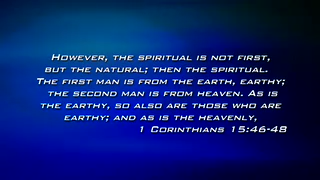 However, the spiritual is not first,
but the natural; then the spiritual.
The first man is from the earth, earthy;
the second man is from heaven. As is
the earthy, so also are those who are
earthy; and as is the heavenly,
1 Corinthians 15:46-48